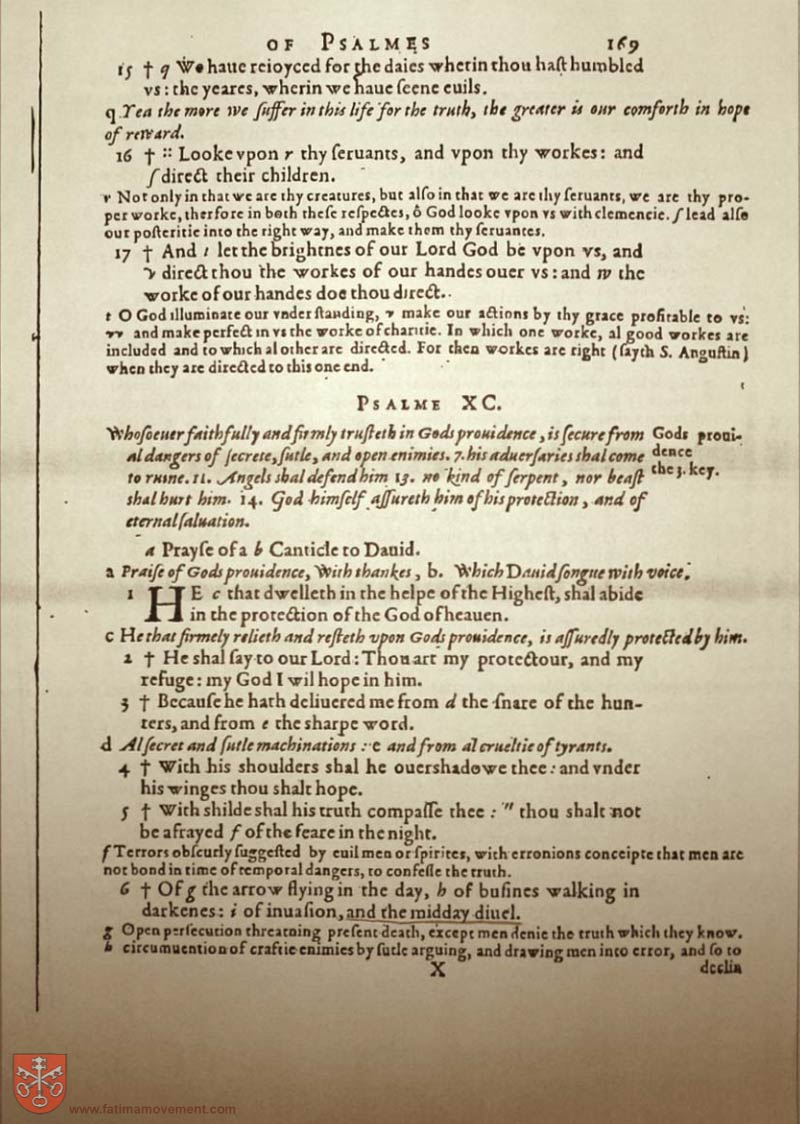 OF PSALMES 169
15 † q We haue reioyced for the daies wherin thou haſt humbled
vs: the yeares, wherin we haue ſeene euils.
q Yea the more we ſuffer in this life for the truth, the greater is our comforth in hope
of reward.
16 † ∷ Looke vpon r thy ſeruants, and vpon thy workes: and
ſ direct their children.
r Not only in that we are thy creatures, but alſo in that we are thy ſeruants, we are thy pro-
per worke, therfore in both theſe reſpectes, ô God looke vpon vs with clemencie. ſ lead alſo
our poſteritie into the right way, and make them thy ſeruantes.
17 † And t let the brightnes of our Lord God be vpon vs, and
v direct thou the workes of our handes ouer vs: and w the
worke of our handes doe thou direct.
t O God illuminate our vnderſtanding, v make our actions by thy grace profitable to vs:
vv and make perfect in vs the worke of charitie. In which one worke, al good workes are
included and to which al other are directed. For then workes are right (ſayth S. Auguſtin)
when they are directed to this one end.
PSALME XC.
Whoſoeuer faithfully and firmly truſteth in Gods prouidence, is ſecure from
al dangers of ſecrete, ſutle, and open enimies. 7. his aduerſaries shal come
to ruine. 11. Angels shal defend him 13. no kind of ſerpent, nor beaſt
shal hurt him. 14. God himſelf aſſureth him of his protection, and of
eternal ſaluation.
Gods proui-
dence
the 3. key.
a Prayſe of a b Canticle to Dauid.
a Praiſe of Gods prouidence, With thankes, b. Which Dauid ſongue with voice.
1 HE c that dwelleth in the helpe of the Higheſt, shal abide
in the protection of the God of heauen.
c He that firmely relieth and reſteth vpon Gods prouidence, is aſſuredly protected by him.
2 † He shal ſay to our Lord: Thou art my protectour, and my
refuge: my God I wil hope in him.
3 † Becauſe he hath deliuered me from d the ſnare of the hun-
ters, and from e the sharpe word.
d Al ſecret and ſutle machinations: e and from al crueltie of tyrants.
4 † With his shoulders shal he ouershadowe thee: and vnder
his winges thou shalt hope.
5 † With shilde shal his truth compaſſe thee: " thou shalt not
be afrayed f of the feare in the night.
f Terrors obſcurly ſuggeſted by euil men or ſpirites, with erronious conceipte that men are
not bond in time of temporal dangers, to confeſſe the truth.
6 † Of g the arrow flying in the day, h of buſines walking in
darkenes: i of inuaſion, and the midday diuel.
g Open perſecution threatning preſent death, except men denie the truth which they know.
h circumuention of craftie enimies by ſutle arguing, and drawing men into error, and ſo to
X declin
www.fatimamovement.com